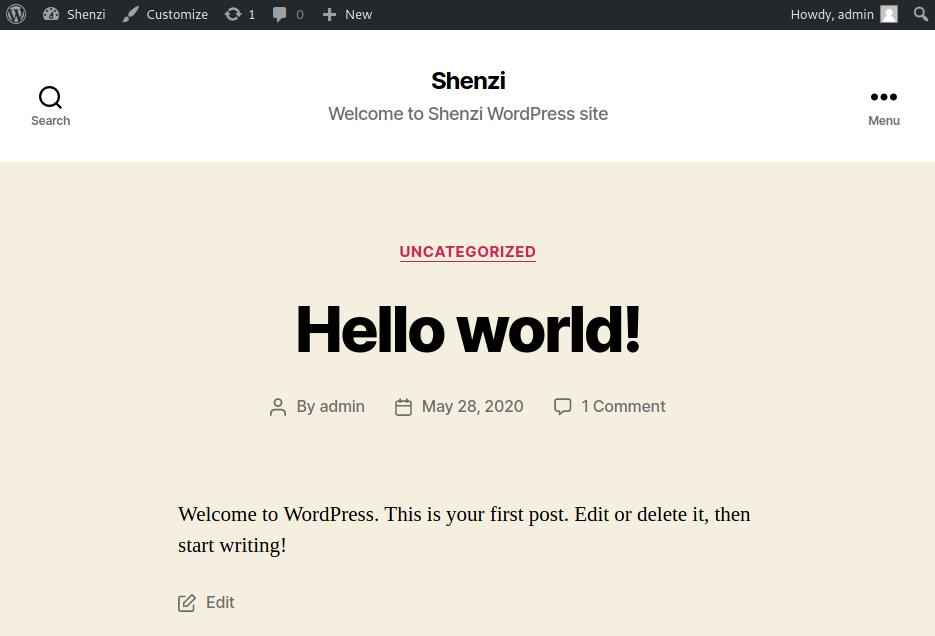 Shenzi Customize 1 0 New Howdy, admin
Shenzi
Welcome to Shenzi WordPress site
Search
Menu
UNCATEGORIZED
Hello world!
By admin May 28, 2020 1 Comment
Welcome to WordPress. This is your first post. Edit or delete it, then
start writing!
Edit